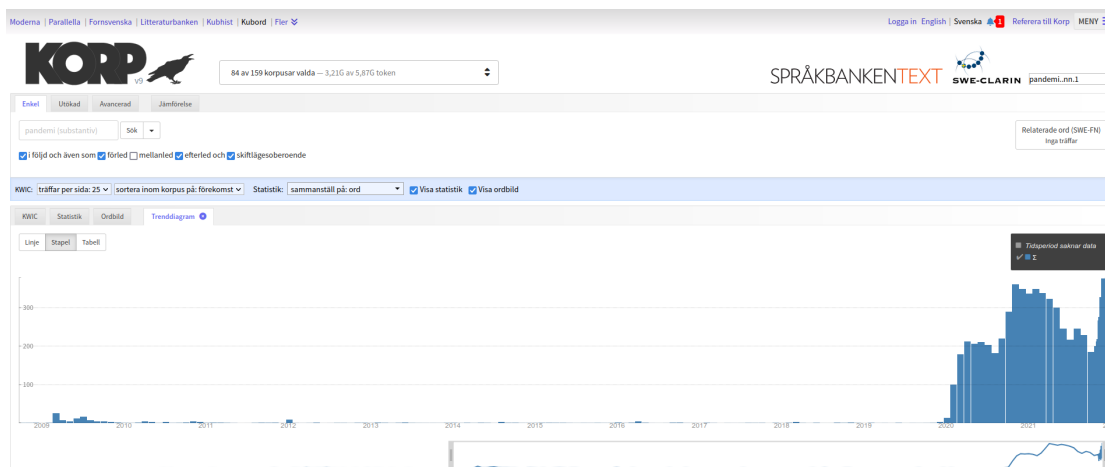 Moderna | Parallella | Fornsvenska | Litteraturbanken | Kubhist | Kubord | Fler
Logga in English | Svenska 1 Referera till Korp MENY
KORP v9
84 av 159 korpusar valda — 3,21G av 5,87G token
SPRÅKBANKENTEXT SWE-CLARIN pandemi..nn.1
Enkel Utökad Avancerad Jämförelse
pandemi (substantiv) Sök
Relaterade ord (SWE-FN)
Inga träffar
i följd och även som förled mellanled efterled och skiftlägesoberoende
KWIC: träffar per sida: 25 sortera inom korpus på: förekomst Statistik: sammanställ på: ord Visa statistik Visa ordbild
KWIC Statistik Ordbild Trenddiagram
Linje Stapel Tabell
Tidsperiod saknar data
Σ
300
200
100
2009 2010 2011 2012 2013 2014 2015 2016 2017 2018 2019 2020 2021